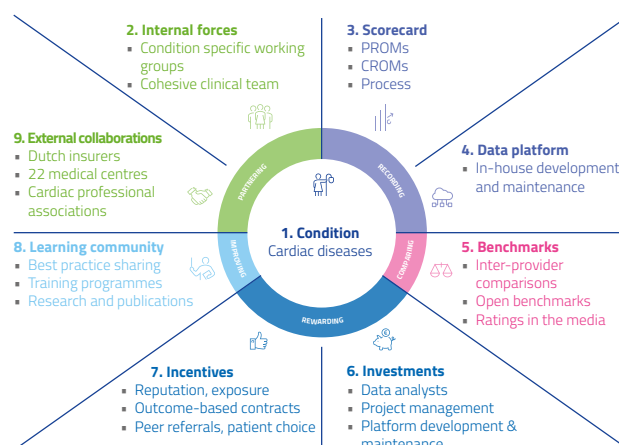 2. Internal forces
▪ Condition specific working
groups
▪ Cohesive clinical team
3. Scorecard
▪ PROMs
▪ CROMs
▪ Process
9. External collaborations
▪ Dutch insurers
▪ 22 medical centres
▪ Cardiac professional
associations
4. Data platform
▪ In-house development
and maintenance
PARTNERING
RECORDING
1. Condition
Cardiac diseases
8. Learning community
▪ Best practice sharing
▪ Training programmes
▪ Research and publications
IMPROVING
COMPARING
5. Benchmarks
▪ Inter-provider
comparisons
▪ Open benchmarks
▪ Ratings in the media
REWARDING
7. Incentives
▪ Reputation, exposure
▪ Outcome-based contracts
▪ Peer referrals, patient choice
6. Investments
▪ Data analysts
▪ Project management
▪ Platform development &
maintenance